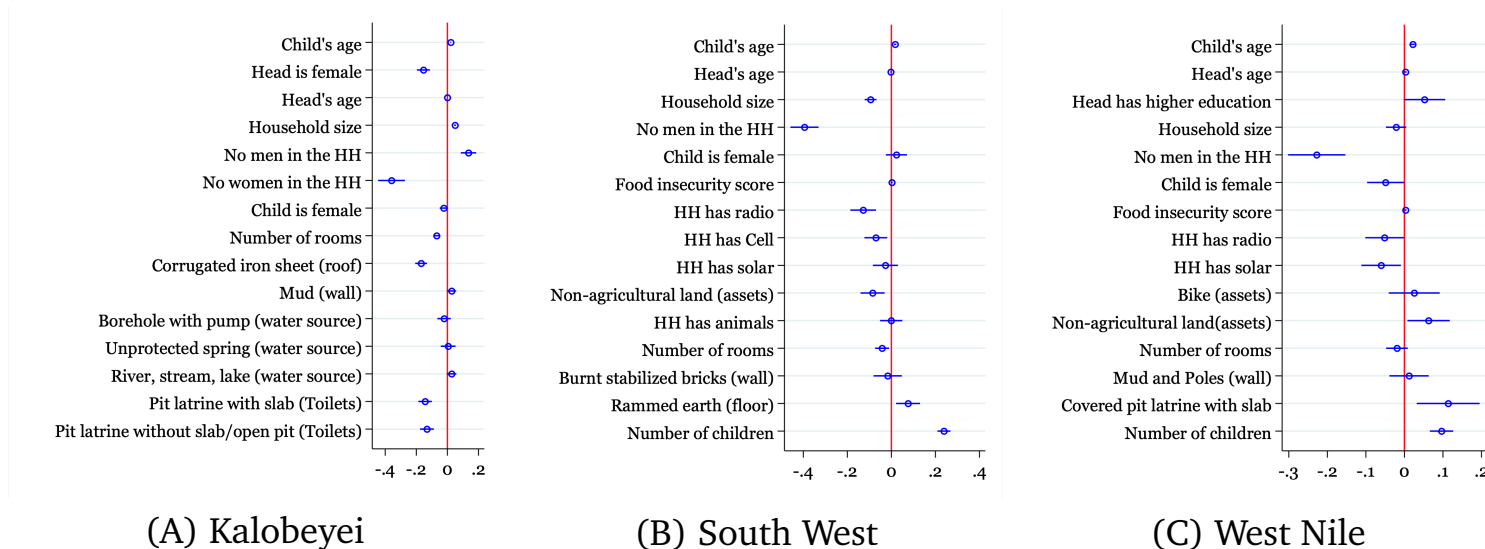 Child's age
Head is female
Head's age
Household size
No men in the HH
No women in the HH
Child is female
Number of rooms
Corrugated iron sheet (roof)
Mud (wall)
Borehole with pump (water source)
Unprotected spring (water source)
River, stream, lake (water source)
Pit latrine with slab (Toilets)
Pit latrine without slab/open pit (Toilets)
-.4 -.2 0 .2
(A) Kalobeyei
Child's age
Head's age
Household size
No men in the HH
Child is female
Food insecurity score
HH has radio
HH has Cell
HH has solar
Non-agricultural land (assets)
HH has animals
Number of rooms
Burnt stabilized bricks (wall)
Rammed earth (floor)
Number of children
-.4 -.2 0 .2 .4
(B) South West
Child's age
Head's age
Head has higher education
Household size
No men in the HH
Child is female
Food insecurity score
HH has radio
HH has solar
Bike (assets)
Non-agricultural land(assets)
Number of rooms
Mud and Poles (wall)
Covered pit latrine with slab
Number of children
-.3 -.2 -.1 0 .1 .2
(C) West Nile